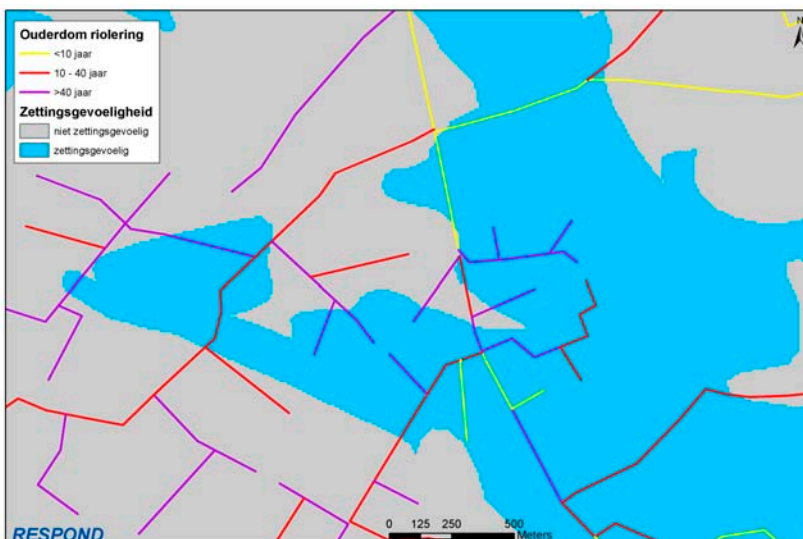 Ouderdom riolering
<10 jaar
10 - 40 jaar
>40 jaar
Zettingsgevoeligheid
niet zettingsgevoelig
zettingsgevoelig
N
RESPOND
0 125 250 500
Meters